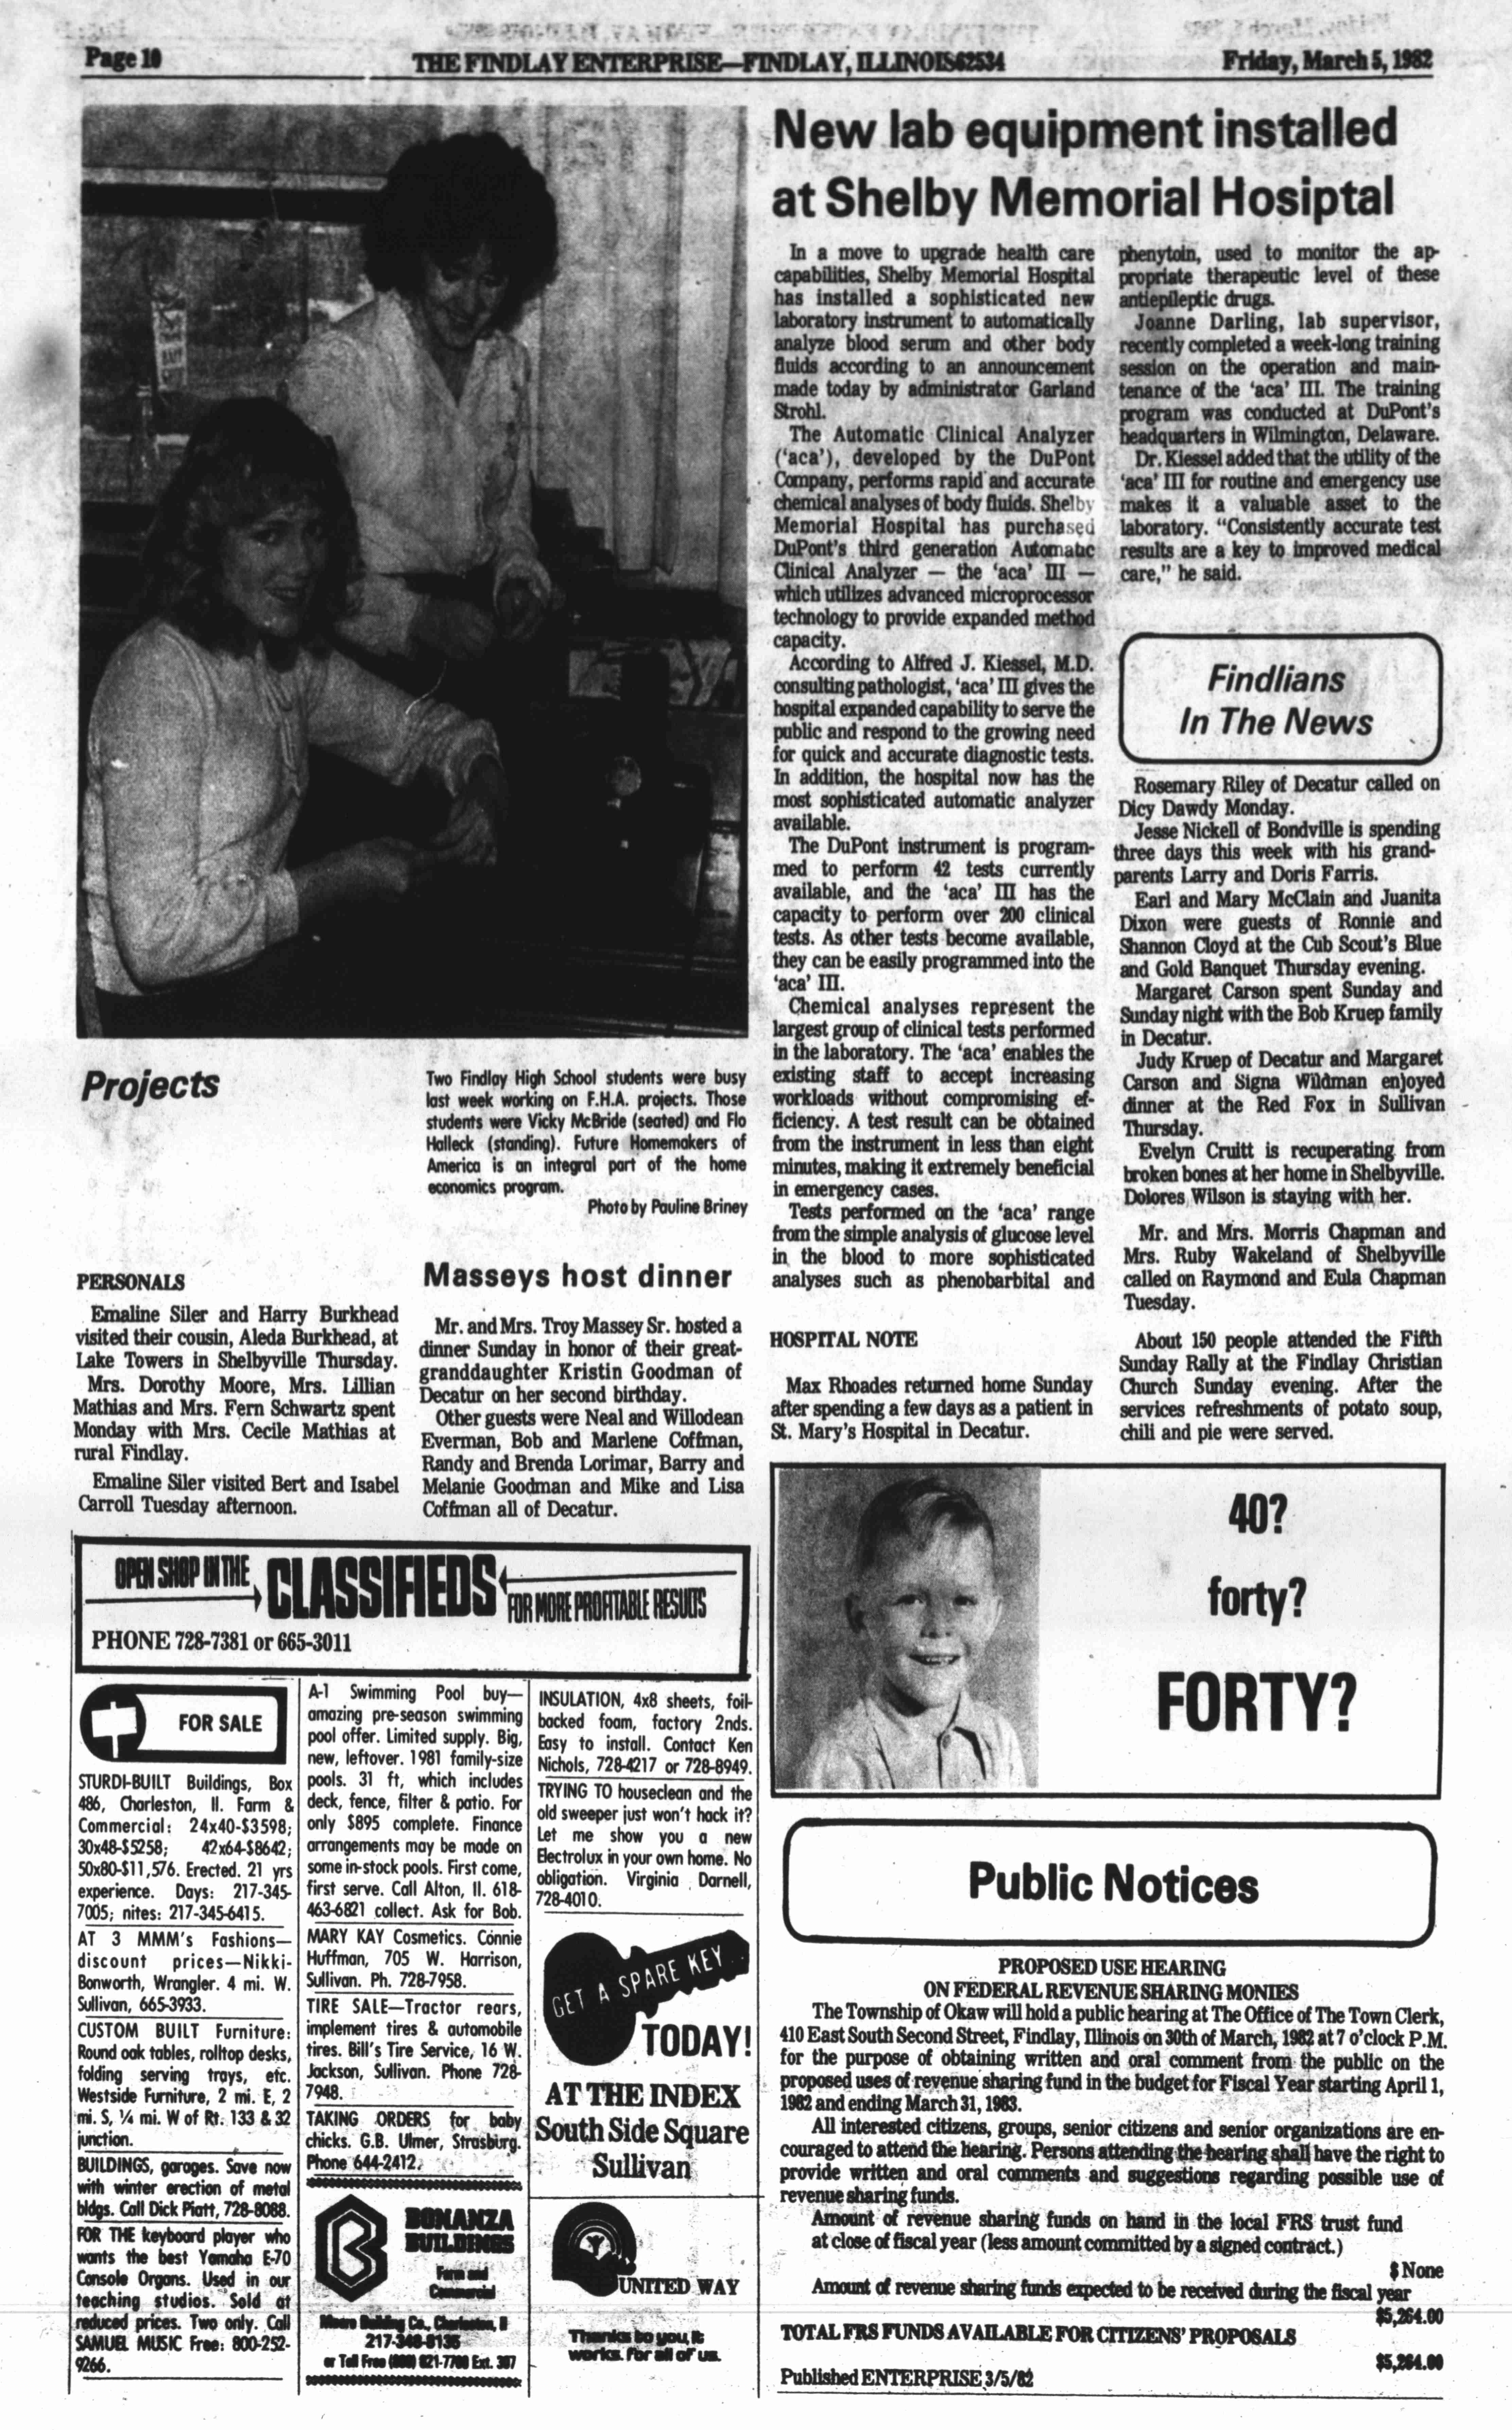 Page 10
THE FINDLAY ENTERPRISE—FINDLAY, ILLINOIS 62534
Friday, March 5, 1982
New lab equipment installed
at Shelby Memorial Hosiptal
In a move to upgrade health care
capabilities, Shelby Memorial Hospital
has installed a sophisticated new
laboratory instrument to automatically
analyze blood serum and other body
fluids according to an announcement
made today by administrator Garland
Strohl.
The Automatic Clinical Analyzer
('aca'), developed by the DuPont
Company, performs rapid and accurate
chemical analyses of body fluids. Shelby
Memorial Hospital has purchased
DuPont's third generation Automatic
Clinical Analyzer — the 'aca' III —
which utilizes advanced microprocessor
technology to provide expanded method
capacity.
According to Alfred J. Kiessel, M.D.
consulting pathologist, 'aca' III gives the
hospital expanded capability to serve the
public and respond to the growing need
for quick and accurate diagnostic tests.
In addition, the hospital now has the
most sophisticated automatic analyzer
available.
The DuPont instrument is program-
med to perform 42 tests currently
available, and the 'aca' III has the
capacity to perform over 200 clinical
tests. As other tests become available,
they can be easily programmed into the
'aca' III.
Chemical analyses represent the
largest group of clinical tests performed
in the laboratory. The 'aca' enables the
existing staff to accept increasing
workloads without compromising ef-
ficiency. A test result can be obtained
from the instrument in less than eight
minutes, making it extremely beneficial
in emergency cases.
Tests performed on the 'aca' range
from the simple analysis of glucose level
in the blood to more sophisticated
analyses such as phenobarbital and
phenytoin, used to monitor the ap-
propriate therapeutic level of these
antiepileptic drugs.
Joanne Darling, lab supervisor,
recently completed a week-long training
session on the operation and main-
tenance of the 'aca' III. The training
program was conducted at DuPont's
headquarters in Wilmington, Delaware.
Dr. Kiessel added that the utility of the
'aca' III for routine and emergency use
makes it a valuable asset to the
laboratory. "Consistently accurate test
results are a key to improved medical
care," he said.
Findlians
In The News
Rosemary Riley of Decatur called on
Dicy Dawdy Monday.
Jesse Nickell of Bondville is spending
three days this week with his grand-
parents Larry and Doris Farris.
Earl and Mary McClain and Juanita
Dixon were guests of Ronnie and
Shannon Cloyd at the Cub Scout's Blue
and Gold Banquet Thursday evening.
Margaret Carson spent Sunday and
Sunday night with the Bob Kruep family
in Decatur.
Judy Kruep of Decatur and Margaret
Carson and Signa Wildman enjoyed
dinner at the Red Fox in Sullivan
Thursday.
Evelyn Cruitt is recuperating from
broken bones at her home in Shelbyville.
Dolores Wilson is staying with her.
Mr. and Mrs. Morris Chapman and
Mrs. Ruby Wakeland of Shelbyville
called on Raymond and Eula Chapman
Tuesday.
About 150 people attended the Fifth
Sunday Rally at the Findlay Christian
Church Sunday evening. After the
services refreshments of potato soup,
chili and pie were served.
Projects
Two Findlay High School students were busy
last week working on F.H.A. projects. Those
students were Vicky McBride (seated) and Flo
Halleck (standing). Future Homemakers of
America is an integral part of the home
economics program.
Photo by Pauline Briney
PERSONALS
Emaline Siler and Harry Burkhead
visited their cousin, Aleda Burkhead, at
Lake Towers in Shelbyville Thursday.
Mrs. Dorothy Moore, Mrs. Lillian
Mathias and Mrs. Fern Schwartz spent
Monday with Mrs. Cecile Mathias at
rural Findlay.
Emaline Siler visited Bert and Isabel
Carroll Tuesday afternoon.
Masseys host dinner
Mr. and Mrs. Troy Massey Sr. hosted a
dinner Sunday in honor of their great-
granddaughter Kristin Goodman of
Decatur on her second birthday.
Other guests were Neal and Willodean
Everman, Bob and Marlene Coffman,
Randy and Brenda Lorimar, Barry and
Melanie Goodman and Mike and Lisa
Coffman all of Decatur.
HOSPITAL NOTE
Max Rhoades returned home Sunday
after spending a few days as a patient in
St. Mary's Hospital in Decatur.
40?
forty?
FORTY?
OPEN SHOP IN THE
CLASSIFIEDS
FOR MORE PROFITABLE RESULTS
PHONE 728-7381 or 665-3011
FOR SALE
STURDI-BUILT Buildings, Box
486, Charleston, Il. Farm &
Commercial: 24x40-$3598;
30x48-$5258; 42x64-$8642;
50x80-$11,576. Erected. 21 yrs
experience. Days: 217-345-
7005; nites: 217-345-6415.
AT 3 MMM's Fashions—
discount prices—Nikki-
Bonworth, Wrangler. 4 mi. W.
Sullivan, 665-3933.
CUSTOM BUILT Furniture:
Round oak tables, rolltop desks,
folding serving trays, etc.
Westside Furniture, 2 mi. E, 2
mi. S, ¼ mi. W of Rt. 133 & 32
junction.
BUILDINGS, garages. Save now
with winter erection of metal
bldgs. Call Dick Piatt, 728-8088.
FOR THE keyboard player who
wants the best Yamaha E-70
Console Organs. Used in our
teaching studios. Sold at
reduced prices. Two only. Call
SAMUEL MUSIC Free: 800-252-
9266.
A-1 Swimming Pool buy—
amazing pre-season swimming
pool offer. Limited supply. Big,
new, leftover. 1981 family-size
pools. 31 ft, which includes
deck, fence, filter & patio. For
only $895 complete. Finance
arrangements may be made on
some in-stock pools. First come,
first serve. Call Alton, Il. 618-
463-6821 collect. Ask for Bob.
MARY KAY Cosmetics. Connie
Huffman, 705 W. Harrison,
Sullivan. Ph. 728-7958.
TIRE SALE—Tractor rears,
implement tires & automobile
tires. Bill's Tire Service, 16 W.
Jackson, Sullivan. Phone 728-
7948.
TAKING ORDERS for baby
chicks. G.B. Ulmer, Strasburg.
Phone 644-2412.
BONANZA
BUILDINGS
Farm and
Commercial
Moore Building Co., Charleston, Il
217-348-8135
or Toll Free (800) 821-7700 Ext. 307
INSULATION, 4x8 sheets, foil-
backed foam, factory 2nds.
Easy to install. Contact Ken
Nichols, 728-4217 or 728-8949.
TRYING TO houseclean and the
old sweeper just won't hack it?
Let me show you a new
Electrolux in your own home. No
obligation. Virginia Darnell,
728-4010.
GET A SPARE KEY
TODAY!
AT THE INDEX
South Side Square
Sullivan
UNITED WAY
Thanks to you, it
works. for all of us.
Public Notices
PROPOSED USE HEARING
ON FEDERAL REVENUE SHARING MONIES
The Township of Okaw will hold a public hearing at The Office of The Town Clerk,
410 East South Second Street, Findlay, Illinois on 30th of March, 1982 at 7 o'clock P.M.
for the purpose of obtaining written and oral comment from the public on the
proposed uses of revenue sharing fund in the budget for Fiscal Year starting April 1,
1982 and ending March 31, 1983.
All interested citizens, groups, senior citizens and senior organizations are en-
couraged to attend the hearing. Persons attending the hearing shall have the right to
provide written and oral comments and suggestions regarding possible use of
revenue sharing funds.
Amount of revenue sharing funds on hand in the local FRS trust fund
at close of fiscal year (less amount committed by a signed contract.)
$ None
Amount of revenue sharing funds expected to be received during the fiscal year
$5,264.00
TOTAL FRS FUNDS AVAILABLE FOR CITIZENS' PROPOSALS
$5,264.00
Published ENTERPRISE 3/5/82